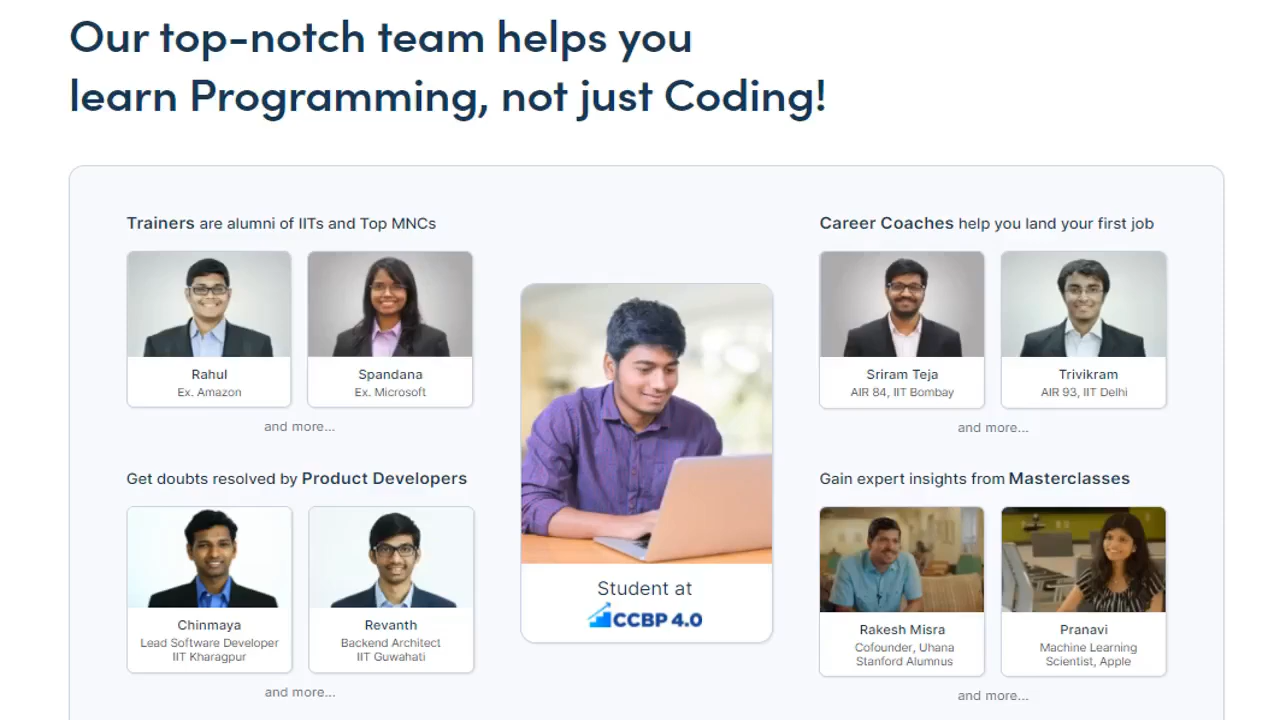 Our top-notch team helps you
learn Programming, not just Coding!
Trainers are alumni of IITs and Top MNCs
Rahul
Ex. Amazon
Spandana
Ex. Microsoft
and more...
Get doubts resolved by Product Developers
Chinmaya
Lead Software Developer
IIT Kharagpur
Revanth
Backend Architect
IIT Guwahati
and more...
Student at
CCBP 4.0
Career Coaches help you land your first job
Sriram Teja
AIR 84, IIT Bombay
Trivikram
AIR 93, IIT Delhi
and more...
Gain expert insights from Masterclasses
Rakesh Misra
Cofounder, Uhana
Stanford Alumnus
Pranavi
Machine Learning
Scientist, Apple
and more...